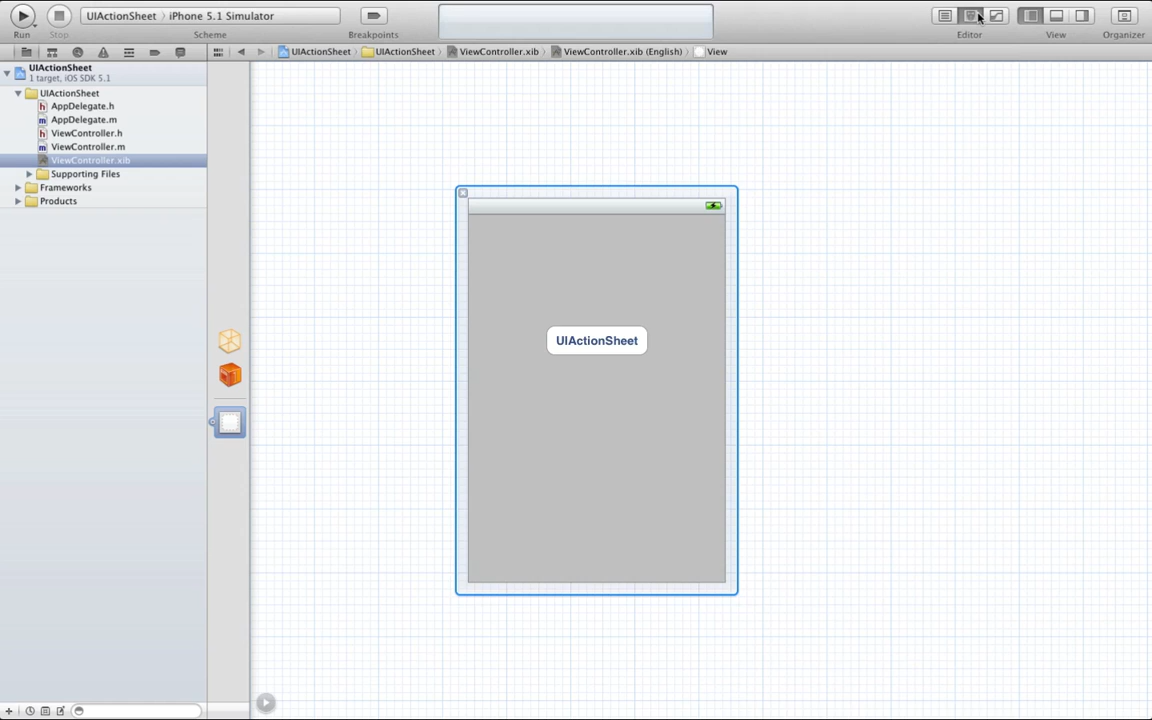 UIActionSheet › iPhone 5.1 Simulator
Run Stop Scheme Breakpoints Editor View Organizer
UIActionSheet › UIActionSheet › ViewController.xib › ViewController.xib (English) › View
UIActionSheet
1 target, iOS SDK 5.1
UIActionSheet
AppDelegate.h
AppDelegate.m
ViewController.h
ViewController.m
ViewController.xib
Supporting Files
Frameworks
Products
UIActionSheet